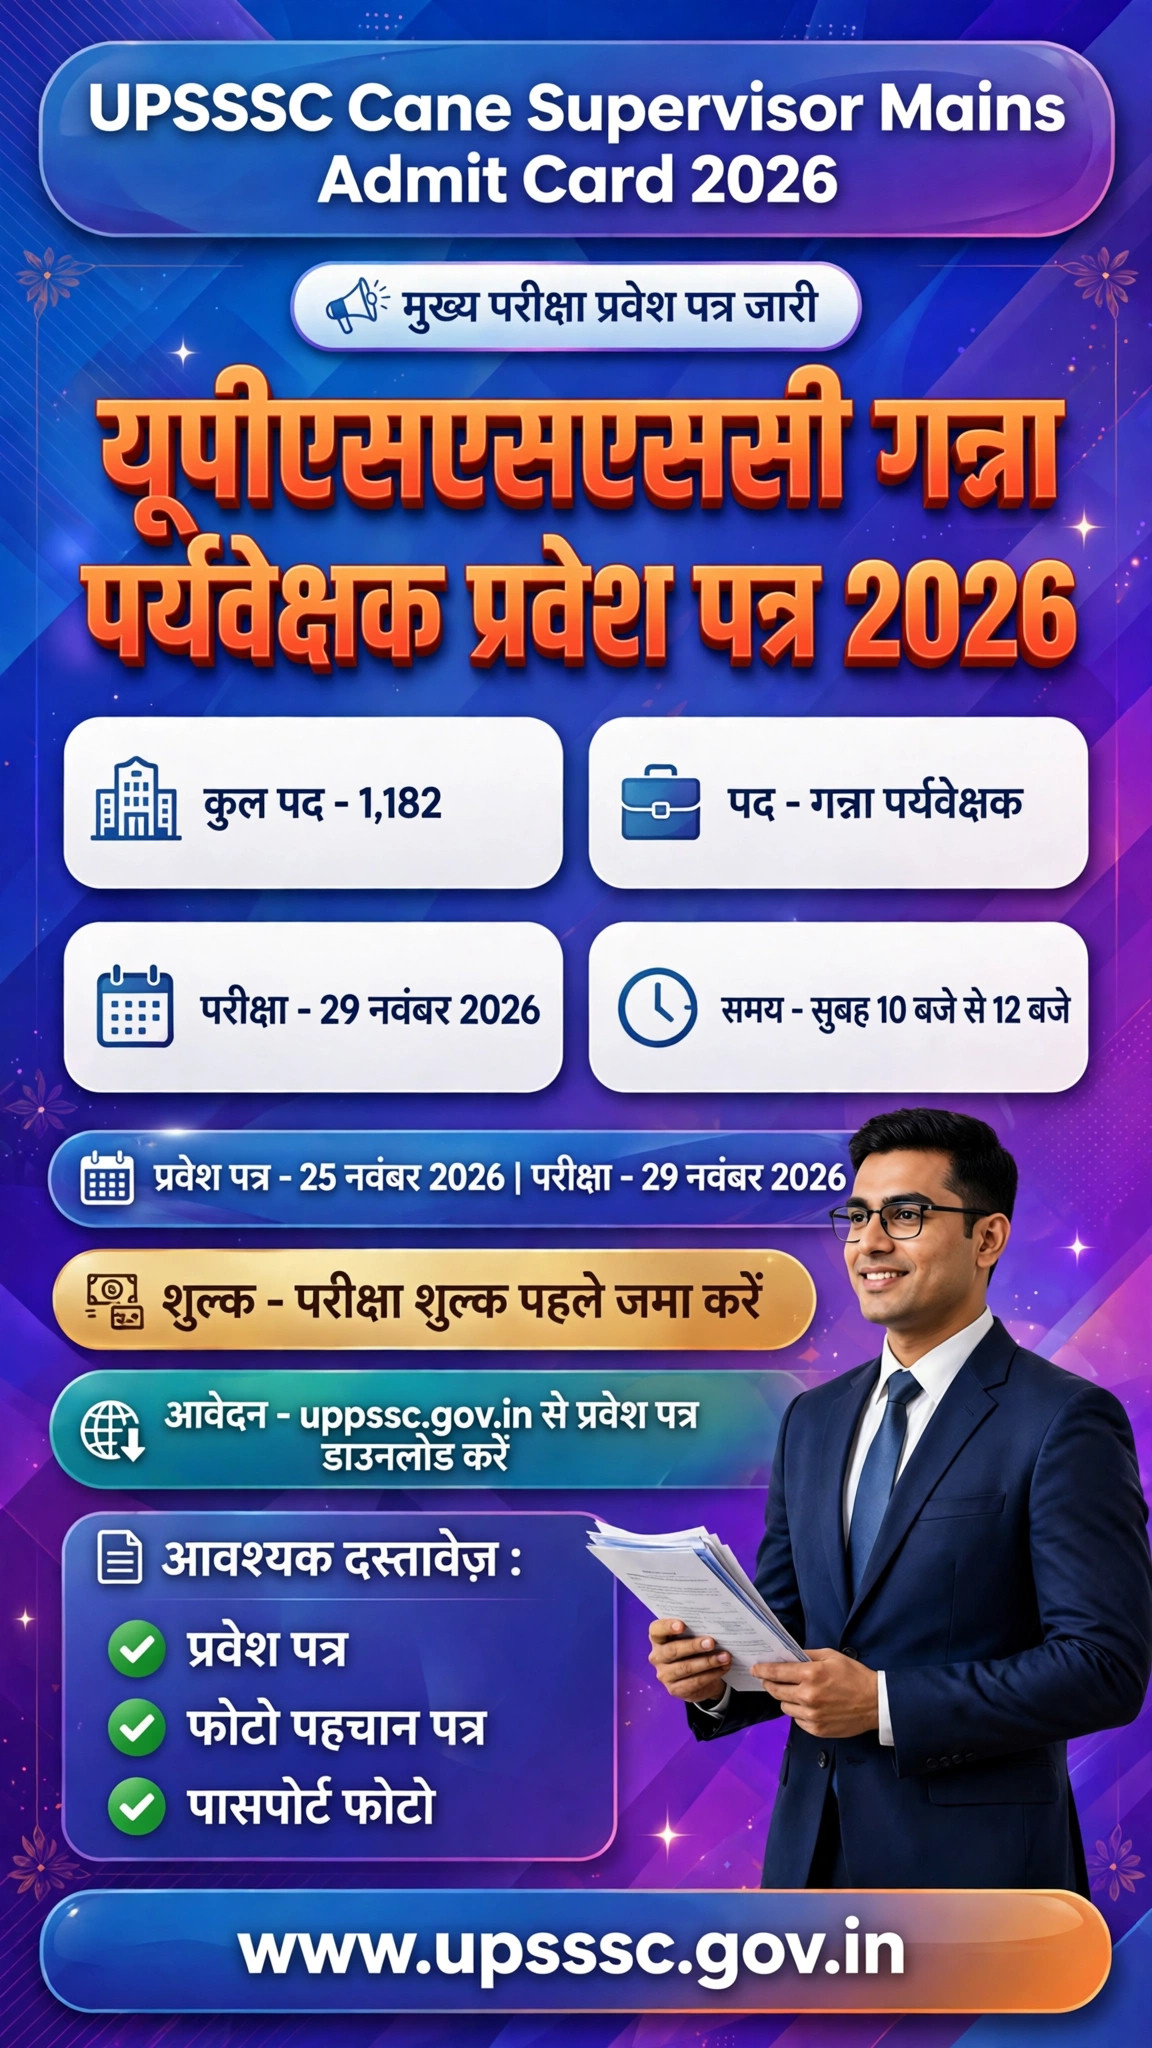 UPSSSC Cane Supervisor Mains
Admit Card 2026
मुख्य परीक्षा प्रवेश पत्र जारी
यूपीएसएसएससी गन्ना
पर्यवेक्षक प्रवेश पत्र 2026
कुल पद - 1,182
पद - गन्ना पर्यवेक्षक
परीक्षा - 29 नवंबर 2026
समय - सुबह 10 बजे से 12 बजे
प्रवेश पत्र - 25 नवंबर 2026 | परीक्षा - 29 नवंबर 2026
शुल्क - परीक्षा शुल्क पहले जमा करें
आवेदन - uppssc.gov.in से प्रवेश पत्र
डाउनलोड करें
आवश्यक दस्तावेज़ :
प्रवेश पत्र
फोटो पहचान पत्र
पासपोर्ट फोटो
www.upsssc.gov.in